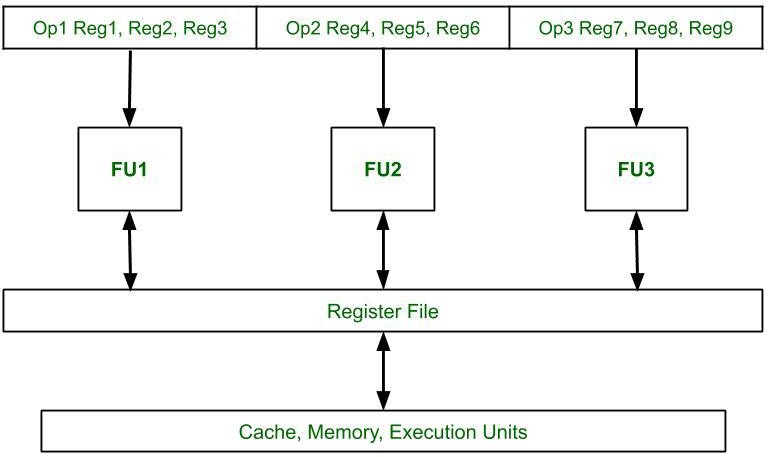 Op1 Reg1, Reg2, Reg3
Op2 Reg4, Reg5, Reg6
Op3 Reg7, Reg8, Reg9
FU1
FU2
FU3
Register File
Cache, Memory, Execution Units